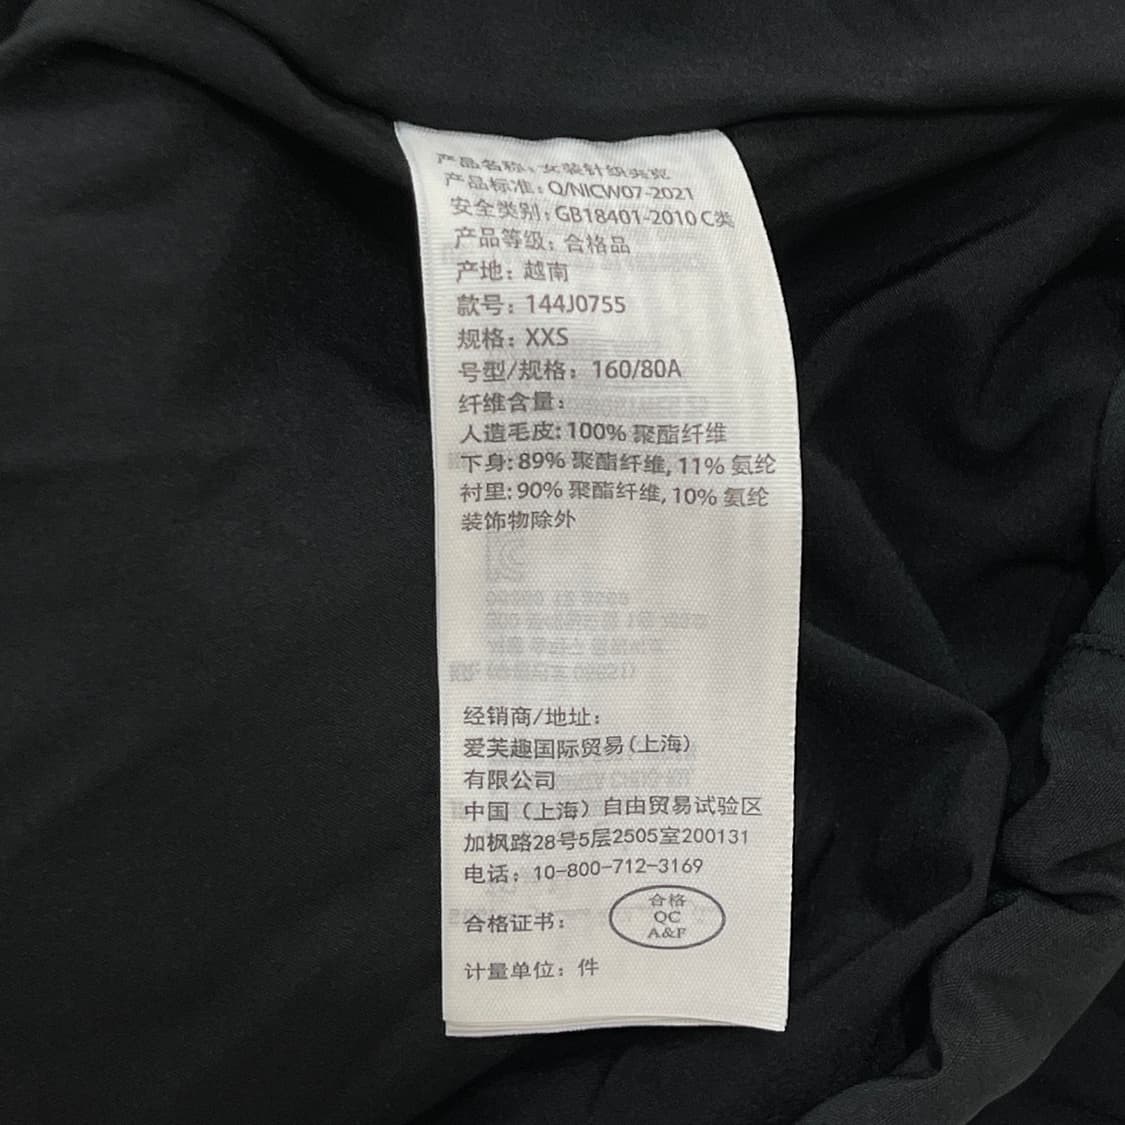 产品名称: 女装针织夹克
产品标准: Q/NICW07-2021
安全类别: GB18401-2010 C类
产品等级: 合格品
产地: 越南
款号: 144J0755
规格: XXS
号型/规格: 160/80A
纤维含量:
人造毛皮: 100% 聚酯纤维
下身: 89% 聚酯纤维, 11% 氨纶
衬里: 90% 聚酯纤维, 10% 氨纶
装饰物除外
经销商/地址:
爱芙趣国际贸易(上海)
有限公司
中国（上海）自由贸易试验区
加枫路28号5层2505室200131
电话: 10-800-712-3169
合格证书:
合格
QC
A&F
计量单位: 件